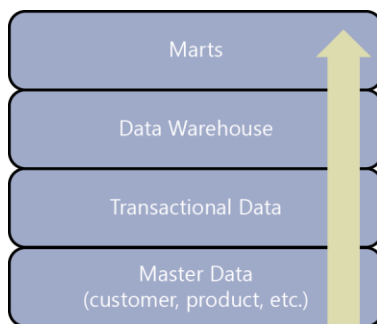 Marts
Data Warehouse
Transactional Data
Master Data
(customer, product, etc.)